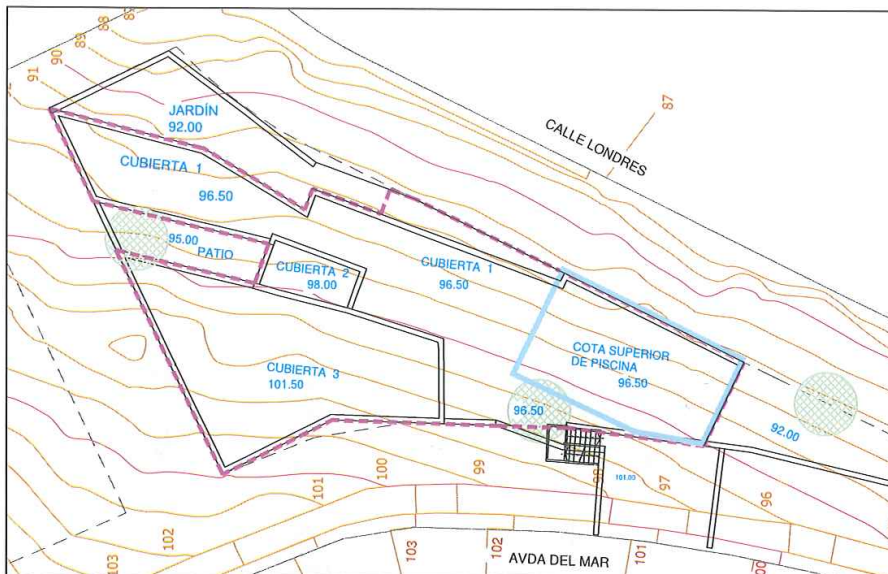 88
89
90
91
JARDÍN
92.00
87
CALLE LONDRES
CUBIERTA 1
96.50
95.00
PATIO
CUBIERTA 2
98.00
CUBIERTA 1
96.50
COTA SUPERIOR
DE PISCINA
96.50
CUBIERTA 3
101.50
96.50
92.00
101.00
98
97
96
99
100
101
102
103
103
102
101
AVDA DEL MAR